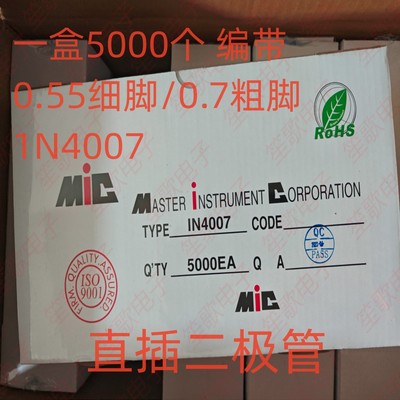 一盒5000个 编带
0.55细脚/0.7粗脚
1N4007
RoHS
MiC
MASTER iNSTRUMENT CORPORATION
TYPE IN4007 CODE
Q'TY 5000EA Q A
QC
PASS
FIRM QUALITY ASSURED
ISO
9001
MiC
直插二极管